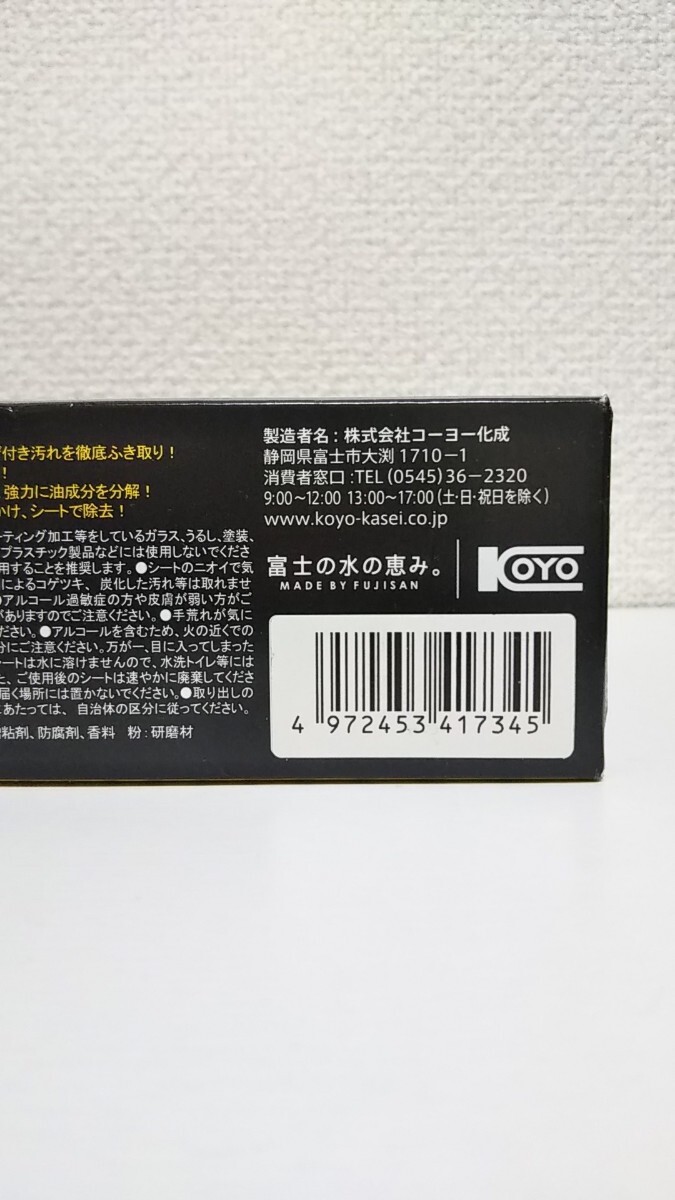 付き汚れを徹底ふき取り!
!
強力に油成分を分解!
かけ、シートで除去!
ーティング加工等をしているガラス、うるし、塗装、
プラスチック製品などには使用しないでくださ
用することを推奨します。●シートのニオイで気
によるコゲツキ、炭化した汚れ等は取れませ
アルコール過敏症の方や皮膚が弱い方がご
がありますのでご注意ください。●手荒れが気に
ださい。●アルコールを含むため、火の近くでの
分にご注意ください。万が一、目に入ってしまった
シートは水に溶けませんので、水洗トイレ等には
た、ご使用後のシートは速やかに廃棄してくださ
届く場所には置かないでください。●取り出しの
こあたっては、自治体の区分に従ってください。
粘剤、防腐剤、香料 粉:研磨材
製造者名:株式会社コーヨー化成
静岡県富士市大渕1710-1
消費者窓口:TEL(0545)36-2320
9:00~12:00 13:00~17:00(土・日・祝日を除く)
www.koyo-kasei.co.jp
富士の水の恵み。
MADE BY FUJISAN
KOYO
4 972453 417345